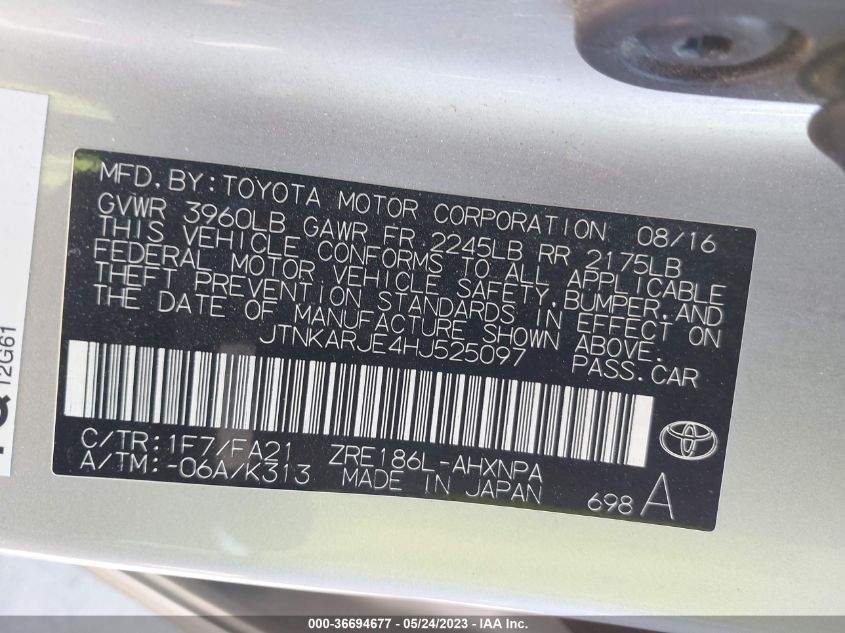 MFD. BY: TOYOTA MOTOR CORPORATION 08/16
GVWR 3960LB GAWR FR 2245LB RR 2175LB
THIS VEHICLE CONFORMS TO ALL APPLICABLE
FEDERAL MOTOR VEHICLE SAFETY, BUMPER, AND
THEFT PREVENTION STANDARDS IN EFFECT ON
THE DATE OF MANUFACTURE SHOWN ABOVE.
JTNKARJE4HJ525097 PASS. CAR
C/TR: 1F7/FA21 ZRE186L-AHXNPA
A/TM: -06A/K313 MADE IN JAPAN 698 A
12G61
000-36694677 - 05/24/2023 - IAA Inc.